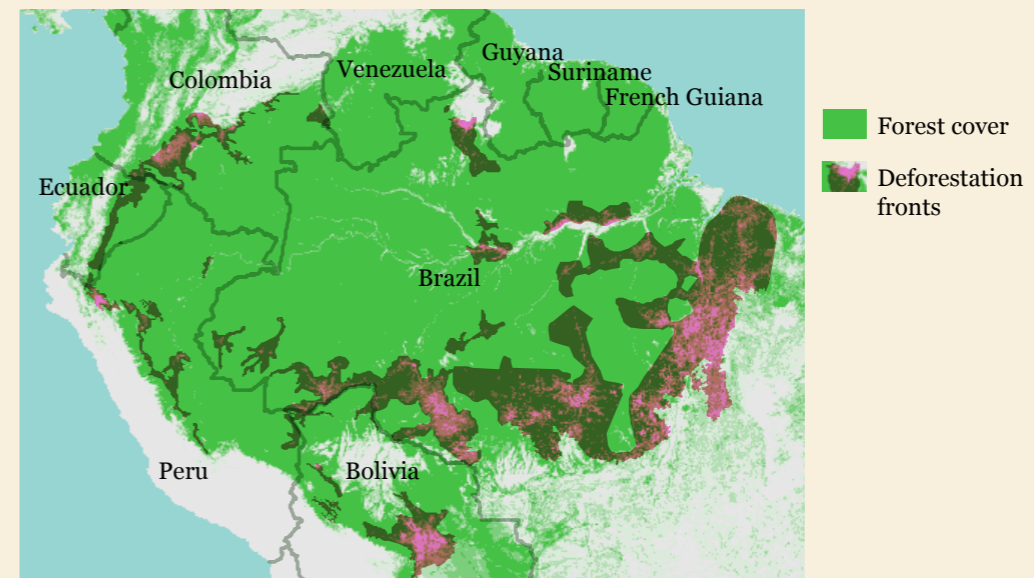 Guyana
Venezuela
Suriname
Colombia
French Guiana
Forest cover
Deforestation
fronts
Ecuador
Brazil
Peru
Bolivia